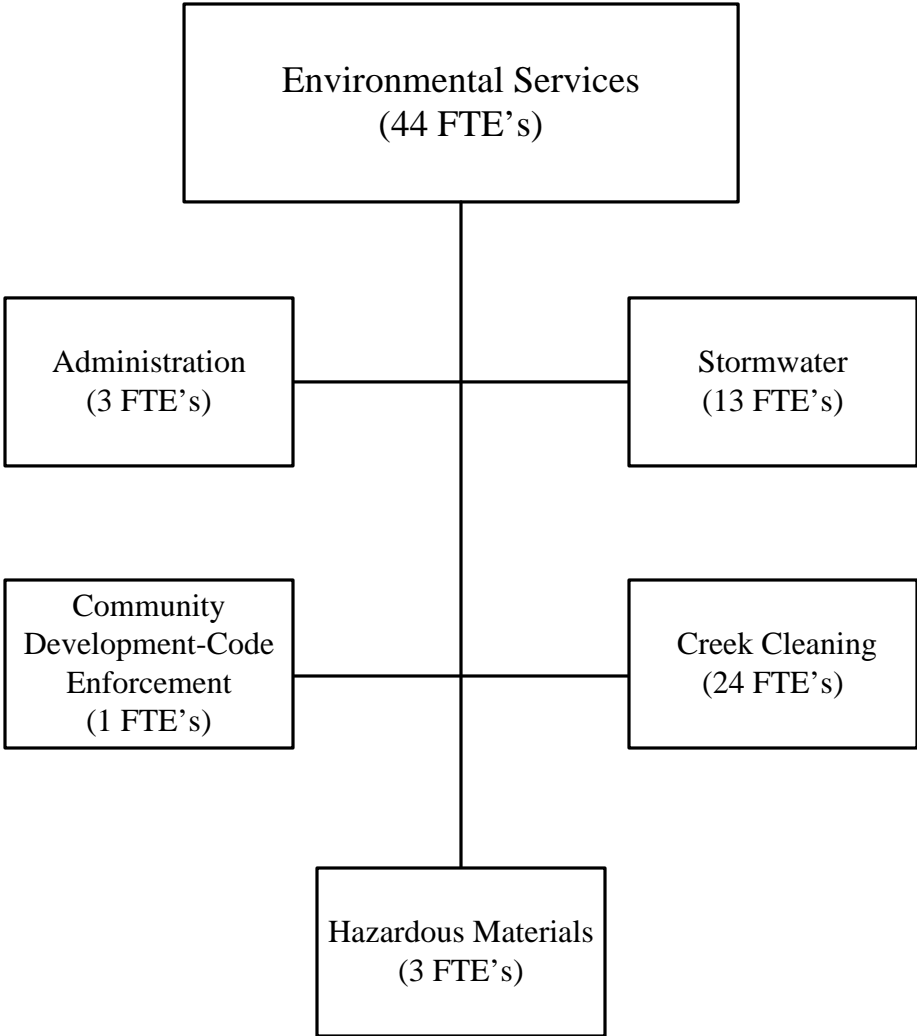 Environmental Services
(44 FTE’s)
Administration
(3 FTE’s)
Stormwater
(13 FTE’s)
Community
Development-Code
Enforcement
(1 FTE’s)
Creek Cleaning
(24 FTE’s)
Hazardous Materials
(3 FTE’s)